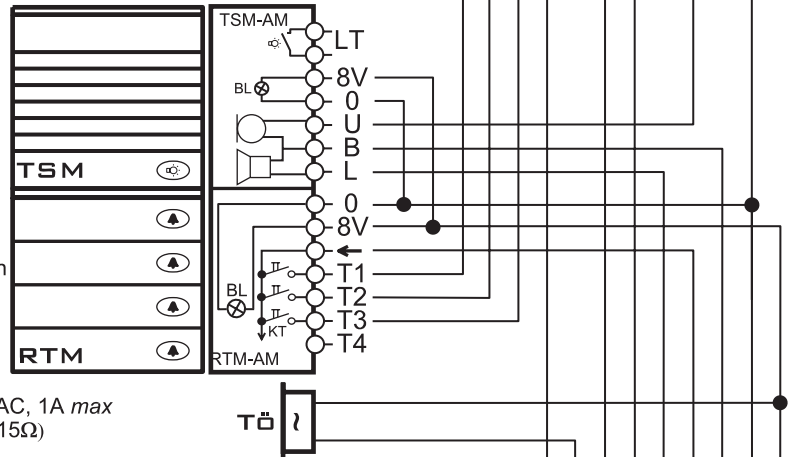 TSM-AM
LT
BL
8V
0
U
B
L
TSM
0
8V
T1
T2
T3
T4
BL
KT
RTM
RTM-AM
AC, 1A max
15Ω)
TÖ
~